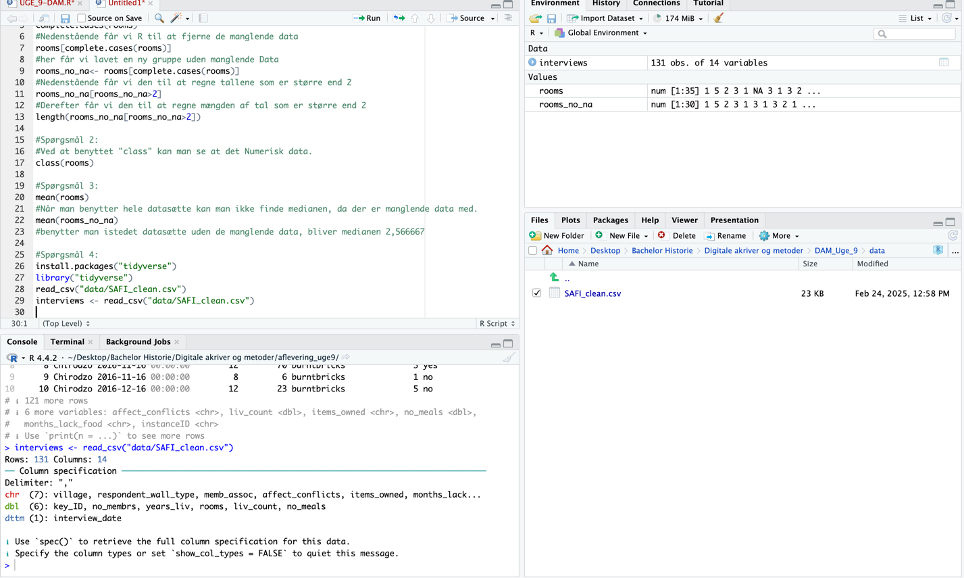 UGE_9-DAM.R* × Untitled1* ×
Source on Save Run Source
complete.cases(rooms)
6 #Nedenstående får vi R til at fjerne de manglende data
7 rooms[complete.cases(rooms)]
8 #her får vi lavet en ny gruppe uden manglende Data
9 rooms_no_na<- rooms[complete.cases(rooms)]
10 #Nedenstående får vi den til at regne tallene som er større end 2
11 rooms_no_na[rooms_no_na>2]
12 #Derefter får vi den til at regne mængden af tal som er større end 2
13 length(rooms_no_na[rooms_no_na>2])
14
15 #Spørgsmål 2:
16 #Ved at benyttet "class" kan man se at det Numerisk data.
17 class(rooms)
18
19 #Spørgsmål 3:
20 mean(rooms)
21 #Når man benytter hele datasætte kan man ikke finde medianen, da der er manglende data med.
22 mean(rooms_no_na)
23 #benytter man istedet datasætte uden de manglende data, bliver medianen 2,566667
24
25 #Spørgsmål 4:
26 install.packages("tidyverse")
27 library("tidyverse")
28 read_csv("data/SAFI_clean.csv")
29 interviews <- read_csv("data/SAFI_clean.csv")
30
30:1 (Top Level) R Script
Console Terminal × Background Jobs ×
R 4.4.2 · ~/Desktop/Bachelor Historie/Digitale akriver og metoder/aflevering_uge9/
8 8 Chirodzo 2016-11-16 00:00:00 12 70 burntbricks 3 yes
9 9 Chirodzo 2016-11-16 00:00:00 8 6 burntbricks 1 no
10 10 Chirodzo 2016-12-16 00:00:00 12 23 burntbricks 5 no
# ℹ 121 more rows
# ℹ 6 more variables: affect_conflicts <chr>, liv_count <dbl>, items_owned <chr>, no_meals <dbl>,
# months_lack_food <chr>, instanceID <chr>
# ℹ Use `print(n = ...)` to see more rows
> interviews <- read_csv("data/SAFI_clean.csv")
Rows: 131 Columns: 14
── Column specification ──
Delimiter: ","
chr (7): village, respondent_wall_type, memb_assoc, affect_conflicts, items_owned, months_lack...
dbl (6): key_ID, no_membrs, years_liv, rooms, liv_count, no_meals
dttm (1): interview_date
ℹ Use `spec()` to retrieve the full column specification for this data.
ℹ Specify the column types or set `show_col_types = FALSE` to quiet this message.
>
Environment History Connections Tutorial
Import Dataset 174 MiB List
R Global Environment
Data
interviews 131 obs. of 14 variables
Values
rooms num [1:35] 1 5 2 3 1 NA 3 1 3 2 ...
rooms_no_na num [1:30] 1 5 2 3 1 3 1 3 2 1 ...
Files Plots Packages Help Viewer Presentation
New Folder New File Delete Rename More
Home Desktop Bachelor Historie Digitale akriver og metoder DAM_Uge_9 data ...
Name Size Modified
..
SAFI_clean.csv 23 KB Feb 24, 2025, 12:58 PM